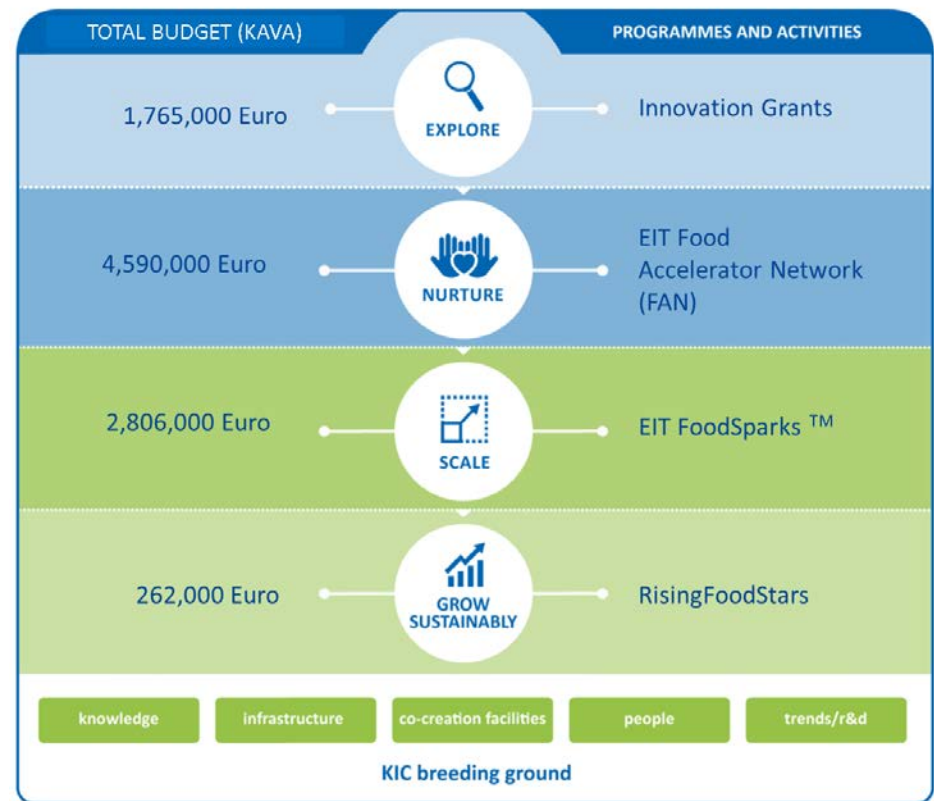 TOTAL BUDGET (KAVA)
PROGRAMMES AND ACTIVITIES
1,765,000 Euro
EXPLORE
Innovation Grants
4,590,000 Euro
NURTURE
EIT Food
Accelerator Network
(FAN)
2,806,000 Euro
SCALE
EIT FoodSparks ™
262,000 Euro
GROW
SUSTAINABLY
RisingFoodStars
knowledge
infrastructure
co-creation facilities
people
trends/r&d
KIC breeding ground